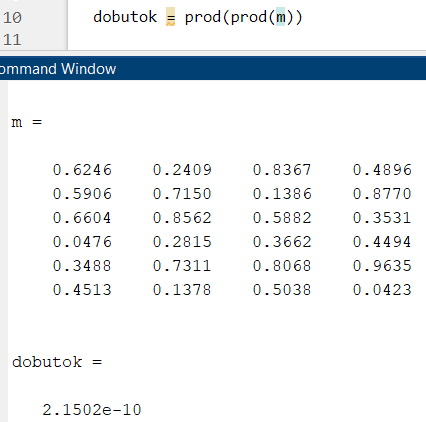 10 dobutok = prod(prod(m))
11
ommand Window
m =
0.6246 0.2409 0.8367 0.4896
0.5906 0.7150 0.1386 0.8770
0.6604 0.8562 0.5882 0.3531
0.0476 0.2815 0.3662 0.4494
0.3488 0.7311 0.8068 0.9635
0.4513 0.1378 0.5038 0.0423
dobutok =
2.1502e-10